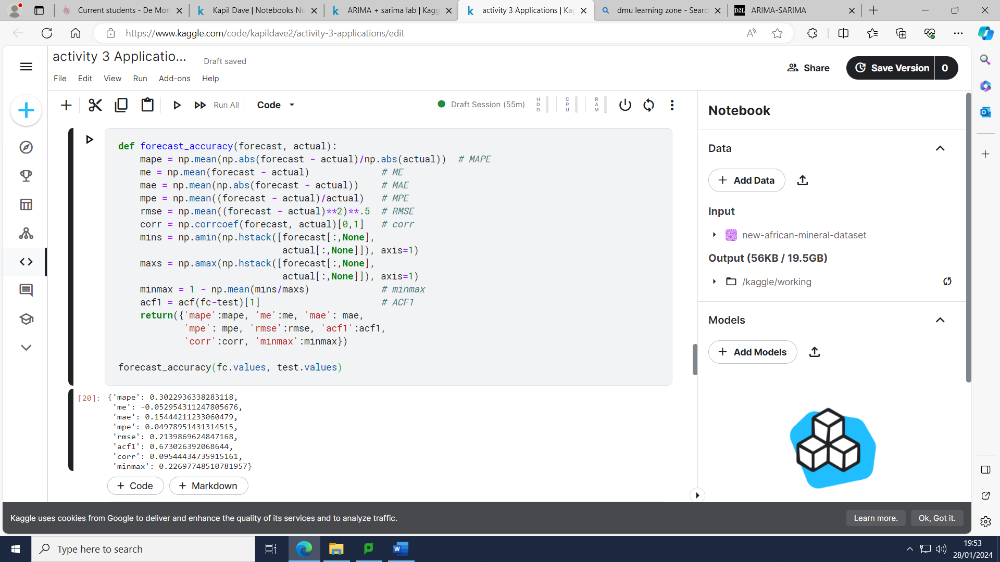 Current students - De Mon
Kapil Dave | Notebooks No
ARIMA + sarima lab | Kagg
activity 3 Applications | Kag
dmu learning zone - Search
D2L ARIMA-SARIMA
https://www.kaggle.com/code/kapildave2/activity-3-applications/edit
activity 3 Applicatio...
Draft saved
File Edit View Run Add-ons Help
Share
Save Version 0
Run All
Code
Draft Session (55m)
HDD
CPU
RAM
def forecast_accuracy(forecast, actual):
    mape = np.mean(np.abs(forecast - actual)/np.abs(actual))  # MAPE
    me = np.mean(forecast - actual)             # ME
    mae = np.mean(np.abs(forecast - actual))    # MAE
    mpe = np.mean((forecast - actual)/actual)   # MPE
    rmse = np.mean((forecast - actual)**2)**.5  # RMSE
    corr = np.corrcoef(forecast, actual)[0,1]   # corr
    mins = np.amin(np.hstack([forecast[:,None],
                              actual[:,None]]), axis=1)
    maxs = np.amax(np.hstack([forecast[:,None],
                              actual[:,None]]), axis=1)
    minmax = 1 - np.mean(mins/maxs)             # minmax
    acf1 = acf(fc-test)[1]                      # ACF1
    return({'mape':mape, 'me':me, 'mae': mae,
            'mpe': mpe, 'rmse':rmse, 'acf1':acf1,
            'corr':corr, 'minmax':minmax})
forecast_accuracy(fc.values, test.values)
[20]: {'mape': 0.3022936338283118,
 'me': -0.052954311247805676,
 'mae': 0.15444211233060479,
 'mpe': 0.04978951431314515,
 'rmse': 0.2139869624847168,
 'acf1': 0.673026392068644,
 'corr': 0.09544434735915161,
 'minmax': 0.22697748510781957}
+ Code
+ Markdown
Notebook
Data
+ Add Data
Input
new-african-mineral-dataset
Output (56KB / 19.5GB)
/kaggle/working
Models
+ Add Models
Kaggle uses cookies from Google to deliver and enhance the quality of its services and to analyze traffic.
Learn more.
Ok, Got it.
Type here to search
19:53
28/01/2024